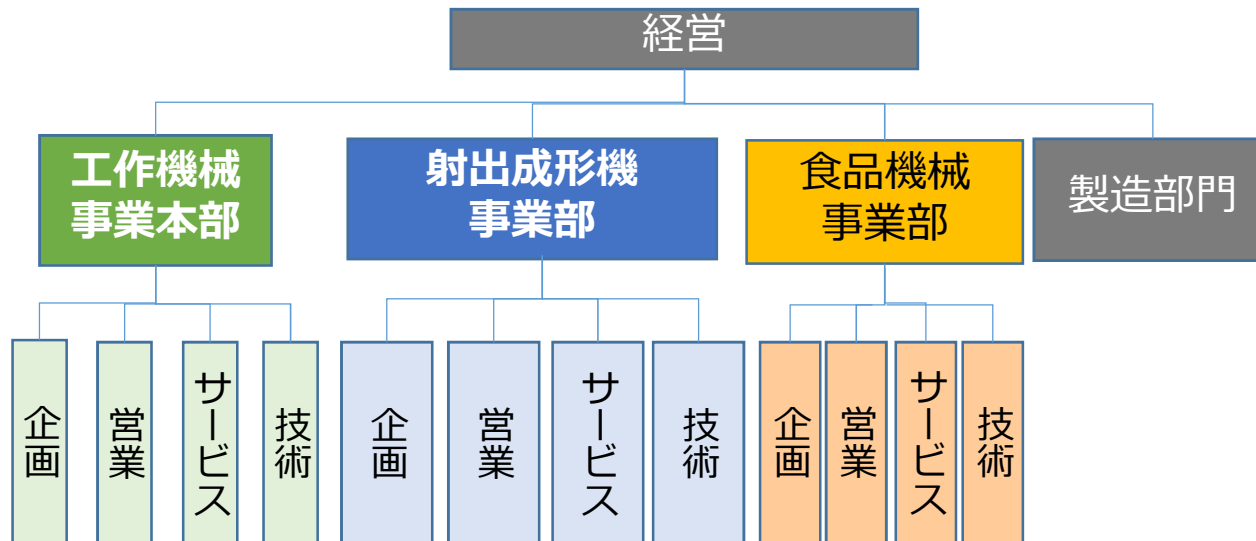 経営
工作機械
事業本部
射出成形機
事業部
食品機械
事業部
製造部門
企画
営業
サービス
技術
企画
営業
サービス
技術
企画
営業
サービス
技術